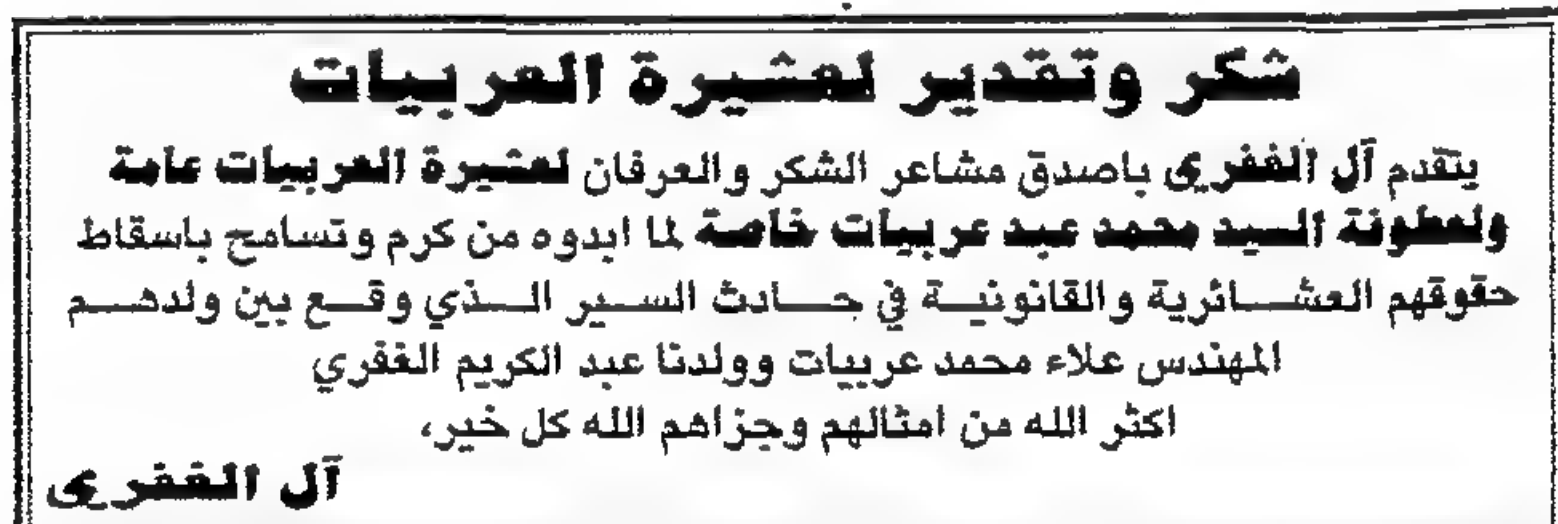 شكر وتقدير لعشيرة العربيات
يتقدم آل الغفري باصدق مشاعر الشكر والعرفان لعشيرة العربيات عامة
ولعطوفة السيد محمد عبد عربيات خاصة لما ابدوه من كرم وتسامح باسقاط
حقوقهم العشائرية والقانونية في حادث السير الذي وقع بين ولدهم
المهندس علاء محمد عربيات وولدنا عبد الكريم الغفري
اكثر الله من امثالهم وجزاهم الله كل خير،
آل الغفري